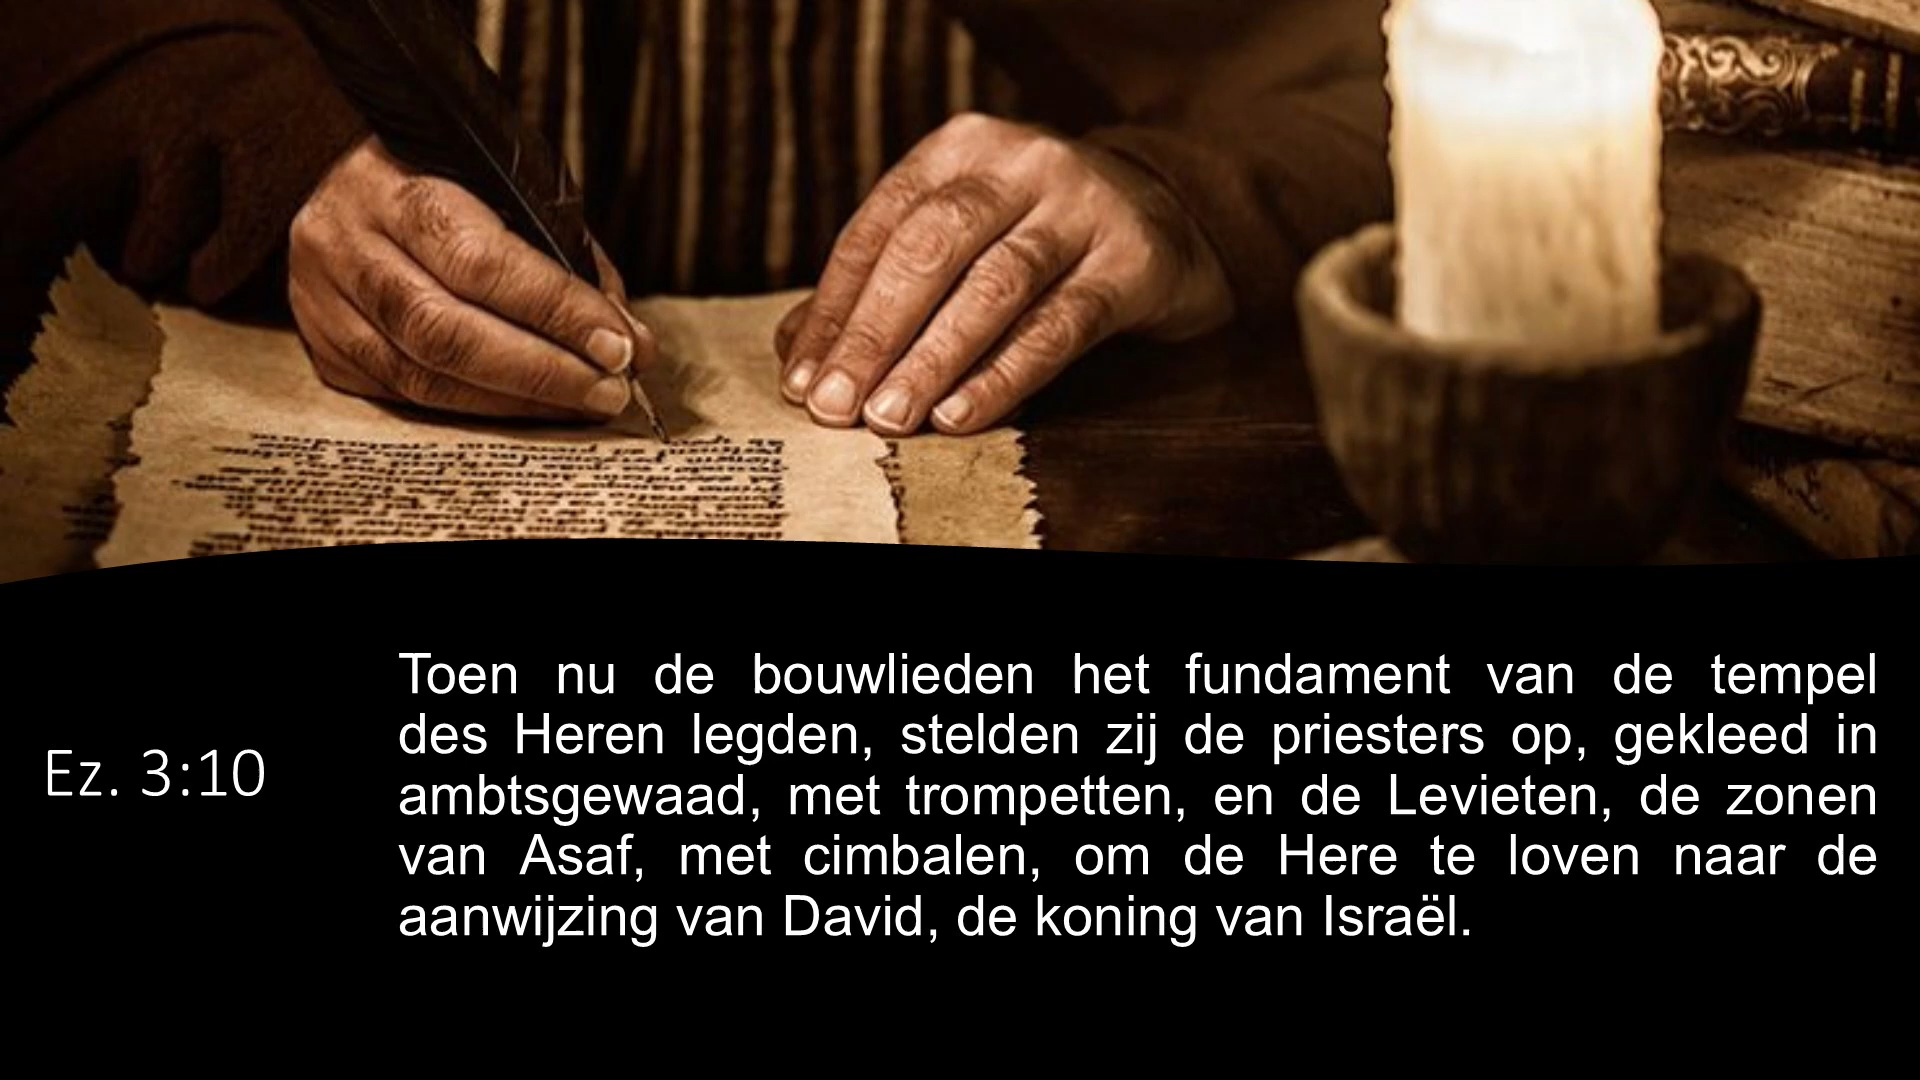 Ez. 3:10
Toen nu de bouwlieden het fundament van de tempel
des Heren legden, stelden zij de priesters op, gekleed in
ambtsgewaad, met trompetten, en de Levieten, de zonen
van Asaf, met cimbalen, om de Here te loven naar de
aanwijzing van David, de koning van Israël.